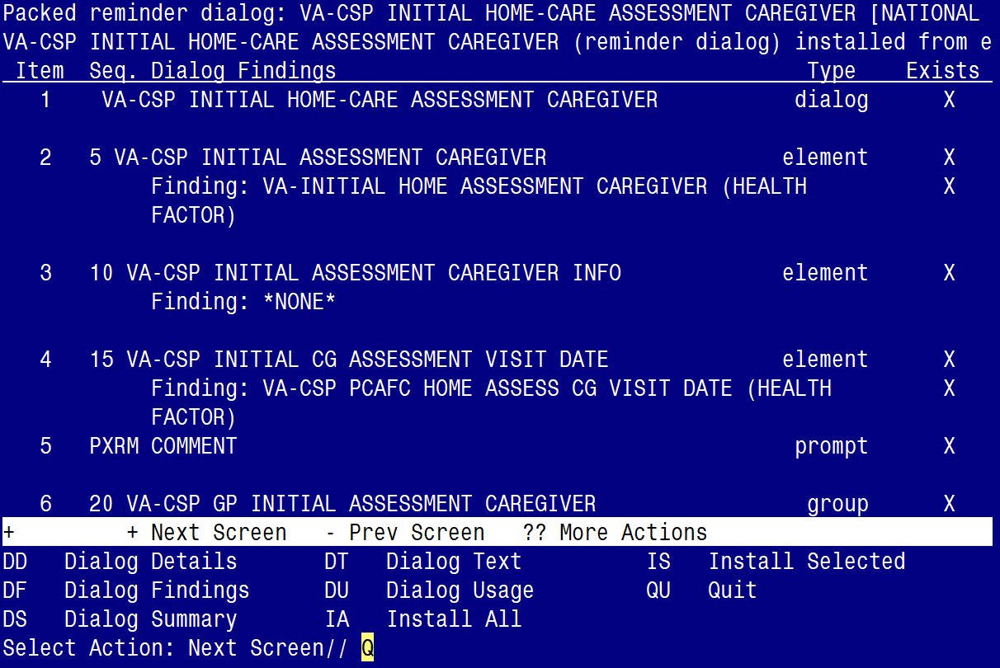 Packed reminder dialog: VA-CSP INITIAL HOME-CARE ASSESSMENT CAREGIVER [NATIONAL
VA-CSP INITIAL HOME-CARE ASSESSMENT CAREGIVER (reminder dialog) installed from e
Item Seq. Dialog Findings Type Exists
1 VA-CSP INITIAL HOME-CARE ASSESSMENT CAREGIVER dialog X
2 5 VA-CSP INITIAL ASSESSMENT CAREGIVER element X
Finding: VA-INITIAL HOME ASSESSMENT CAREGIVER (HEALTH X
FACTOR)
3 10 VA-CSP INITIAL ASSESSMENT CAREGIVER INFO element X
Finding: *NONE*
4 15 VA-CSP INITIAL CG ASSESSMENT VISIT DATE element X
Finding: VA-CSP PCAFC HOME ASSESS CG VISIT DATE (HEALTH X
FACTOR)
5 PXRM COMMENT prompt X
6 20 VA-CSP GP INITIAL ASSESSMENT CAREGIVER group X
+ + Next Screen - Prev Screen ?? More Actions
DD Dialog Details DT Dialog Text IS Install Selected
DF Dialog Findings DU Dialog Usage QU Quit
DS Dialog Summary IA Install All
Select Action: Next Screen// Q